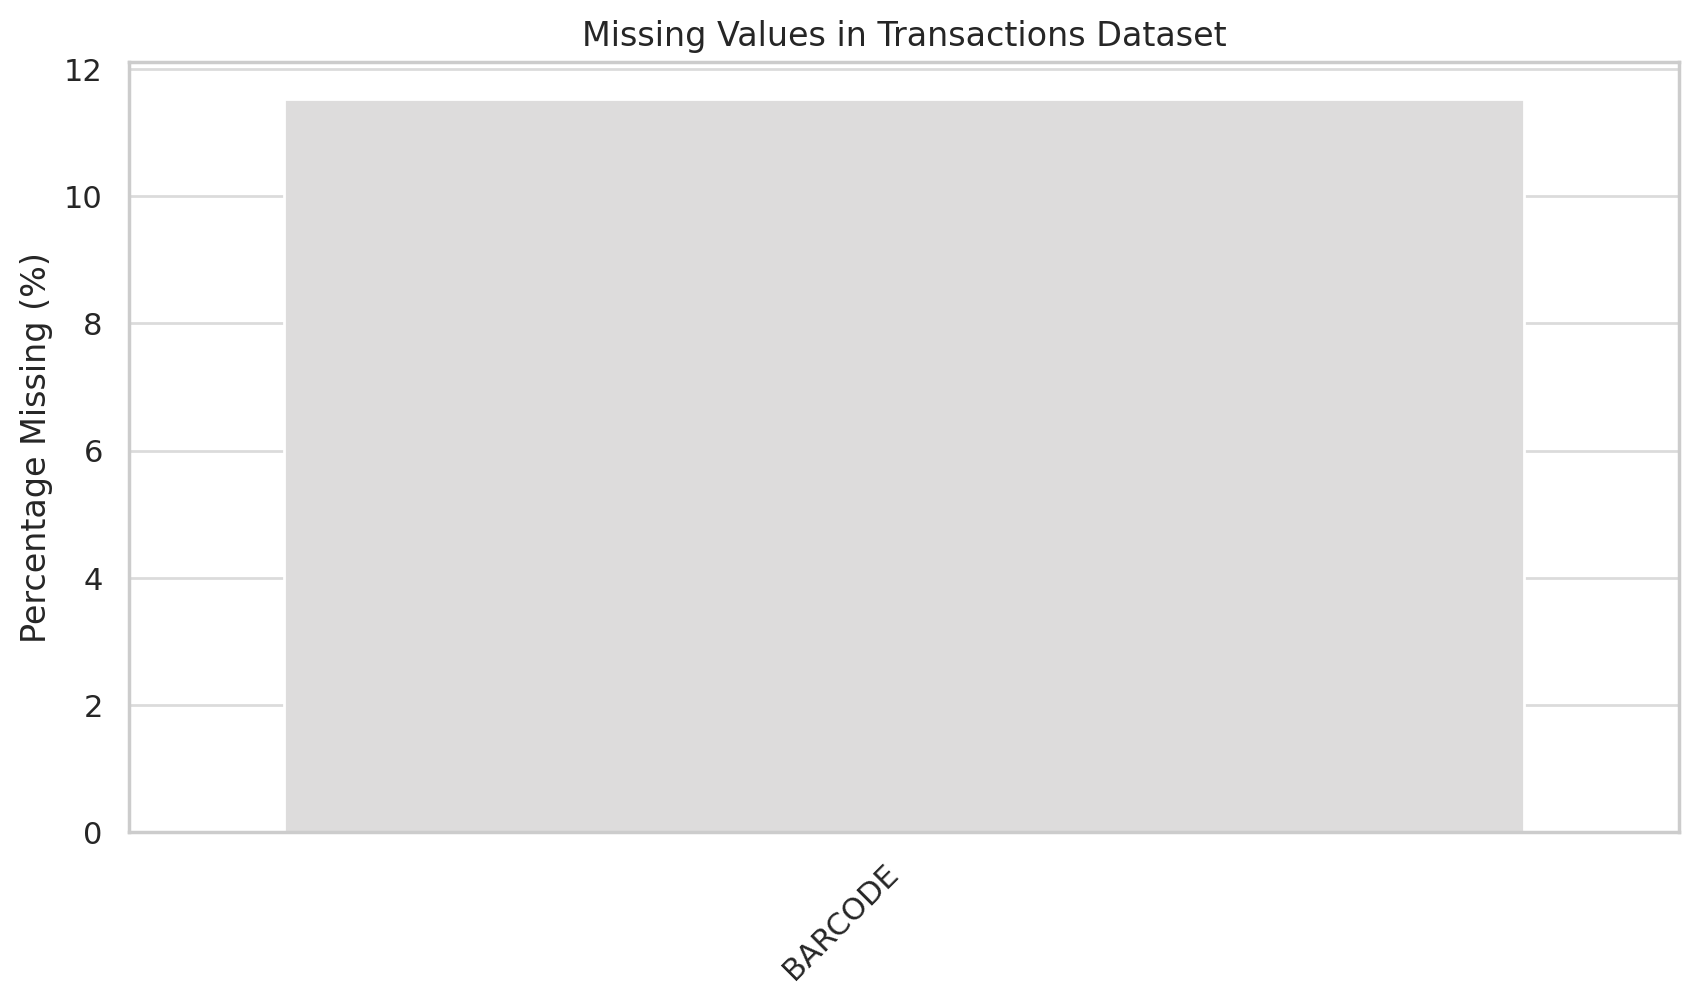 Missing Values in Transactions Dataset
12
10
8
6
4
2
0
Percentage Missing (%)
BARCODE